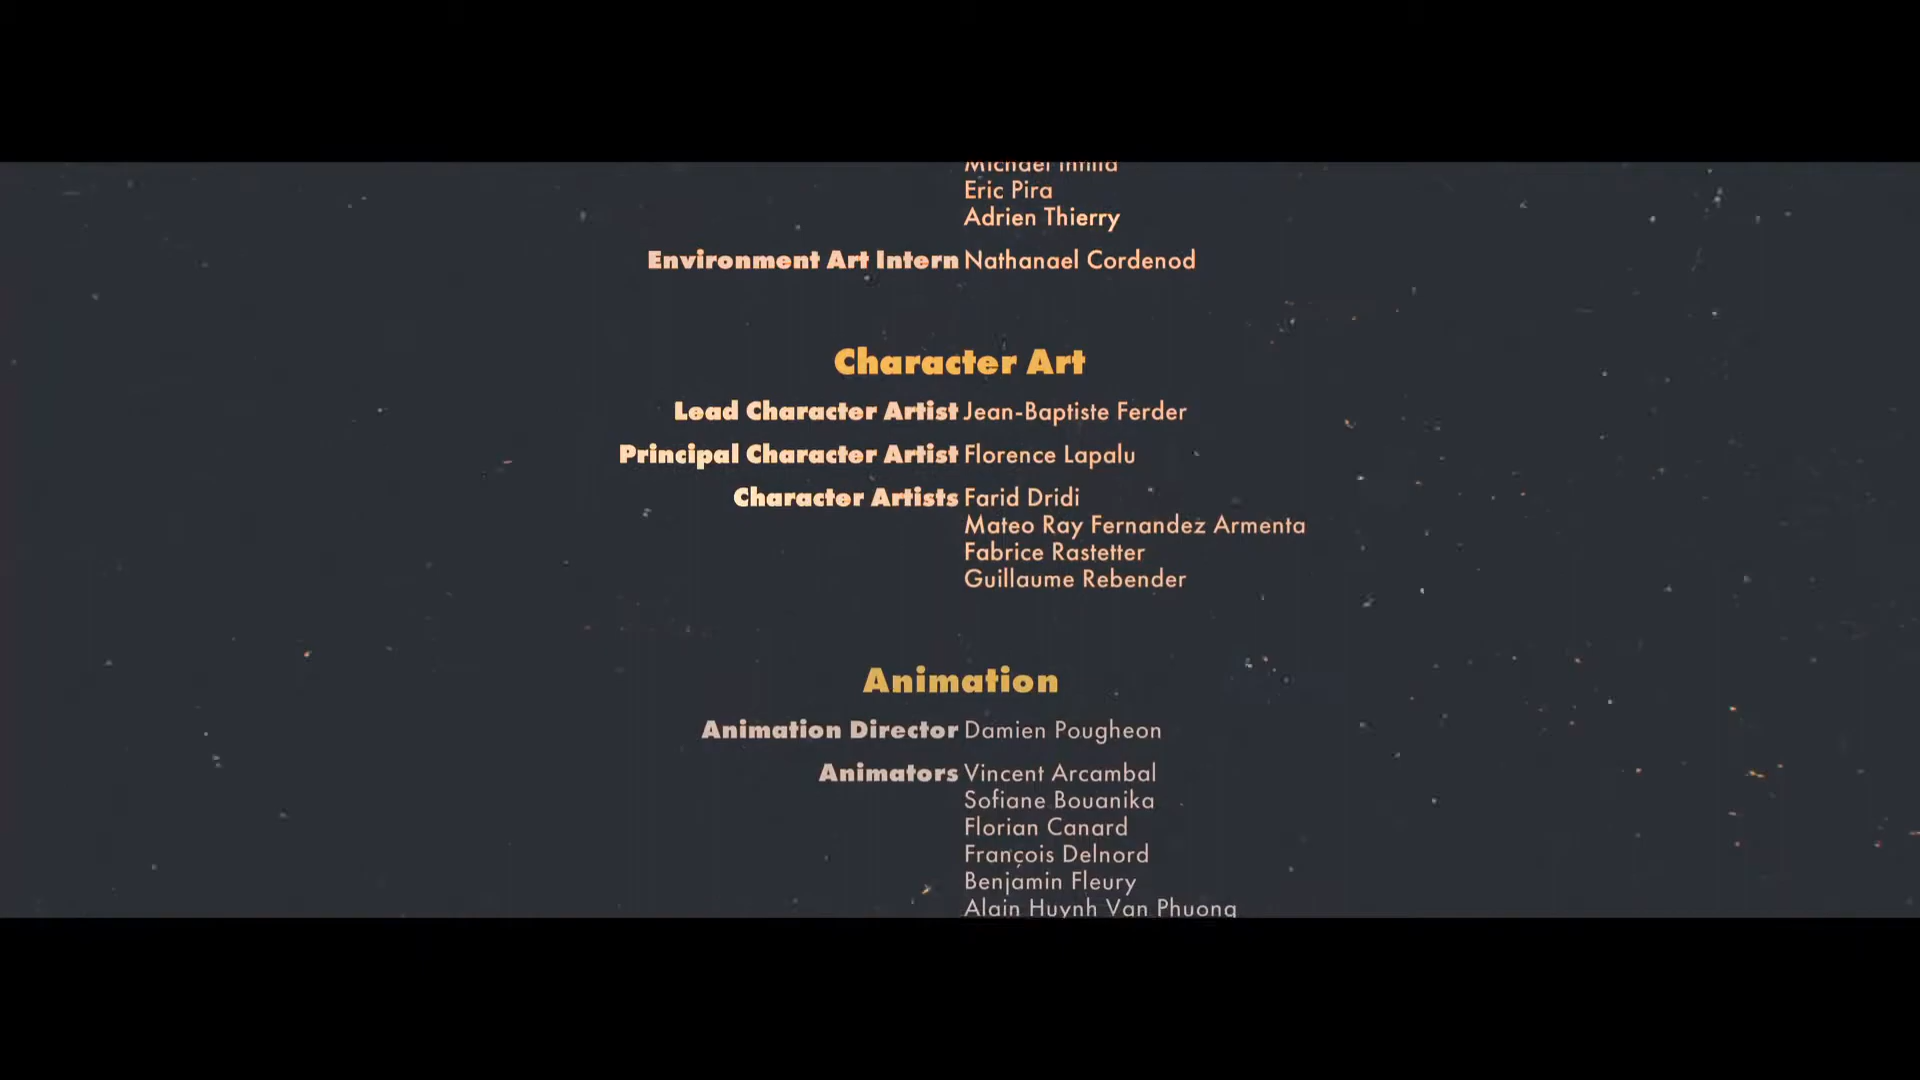 Michael
Eric Pira
Adrien Thierry
Environment Art Intern Nathanael Cordenod
Character Art
Lead Character Artist Jean-Baptiste Ferder
Principal Character Artist Florence Lapalu
Character Artists Farid Dridi
Mateo Ray Fernandez Armenta
Fabrice Rastetter
Guillaume Rebender
Animation
Animation Director Damien Pougheon
Animators Vincent Arcambal
Sofiane Bouanika
Florian Canard
François Delnord
Benjamin Fleury
Alain Huynh Van Phuong